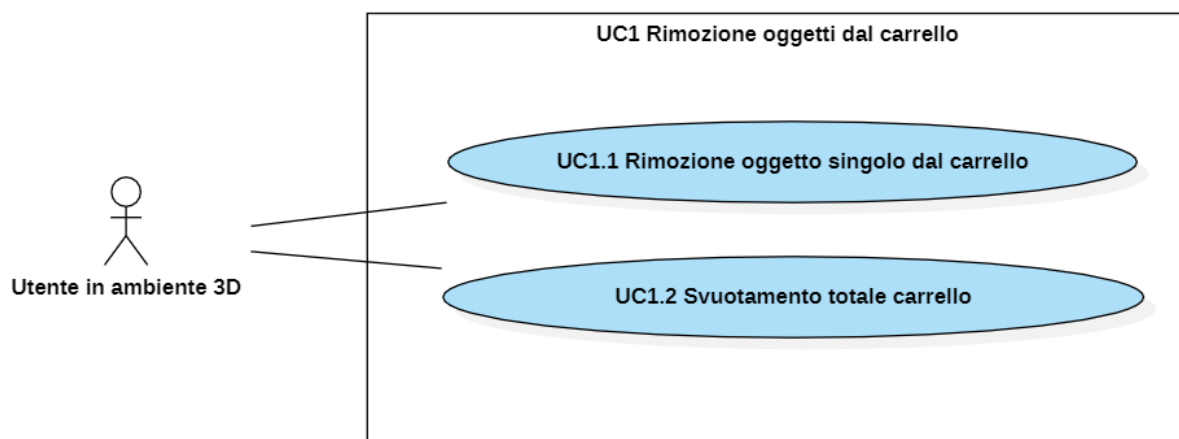 UC1 Rimozione oggetti dal carrello
UC1.1 Rimozione oggetto singolo dal carrello
Utente in ambiente 3D
UC1.2 Svuotamento totale carrello